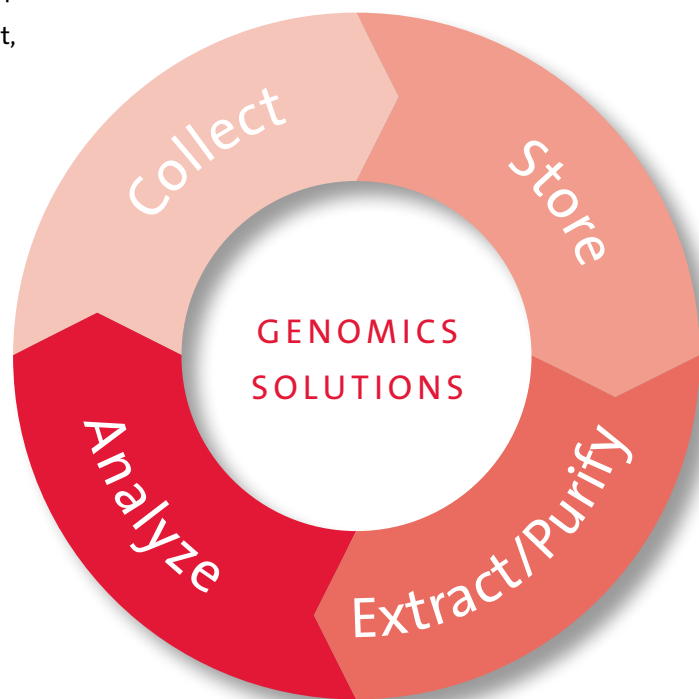 t,
Collect
Store
GENOMICS
SOLUTIONS
Analyze
Extract/Purify